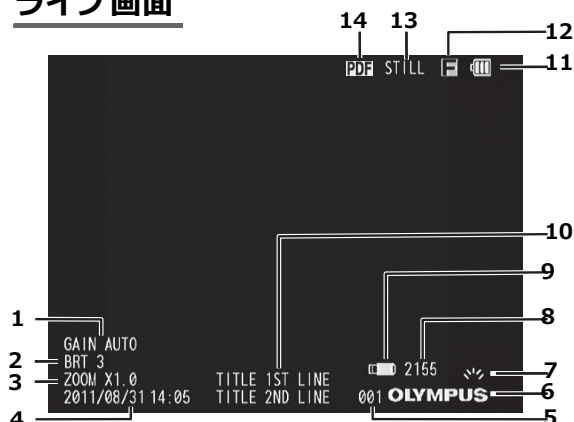 ライブ画面
14
13
12
PDF STILL F
11
10
9
8
1
GAIN AUTO
2
BRT 3
2155
7
3
ZOOM X1.0
TITLE 1ST LINE
2011/08/31 14:05
TITLE 2ND LINE
001
OLYMPUS
6
4
5